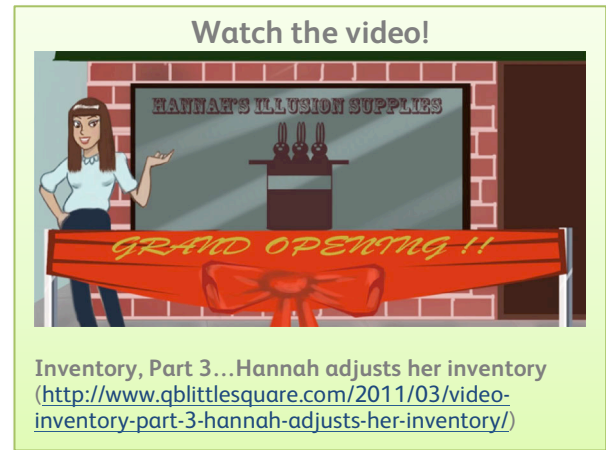 Watch the video!
HANNAH'S ILLUSION SUPPLIES
GRAND OPENING !!
Inventory, Part 3...Hannah adjusts her inventory
(http://www.qblittlesquare.com/2011/03/video-
inventory-part-3-hannah-adjusts-her-inventory/)